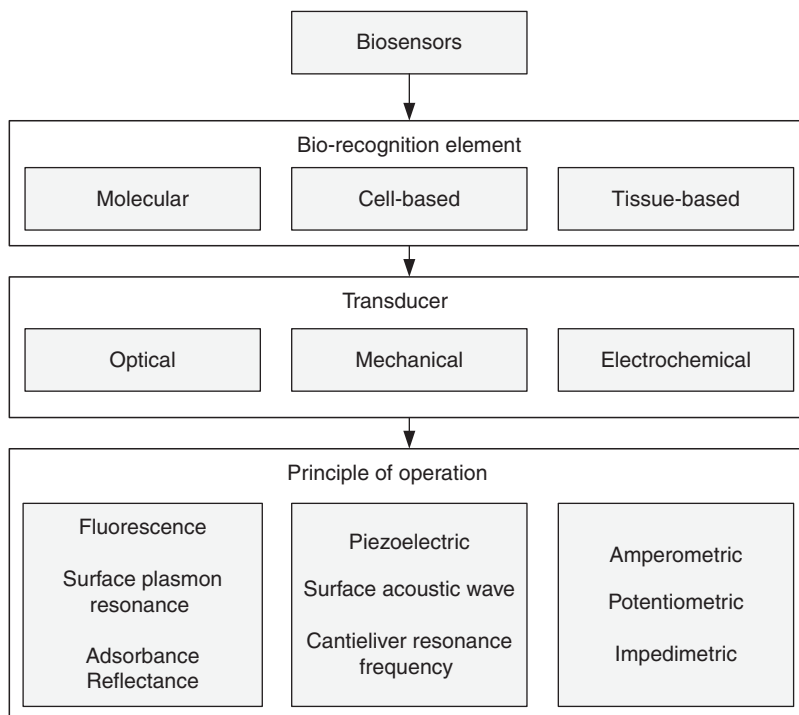 Biosensors
Bio-recognition element
Molecular
Cell-based
Tissue-based
Transducer
Optical
Mechanical
Electrochemical
Principle of operation
Fluorescence
Surface plasmon
resonance
Adsorbance
Reflectance
Piezoelectric
Surface acoustic wave
Cantieliver resonance
frequency
Amperometric
Potentiometric
Impedimetric